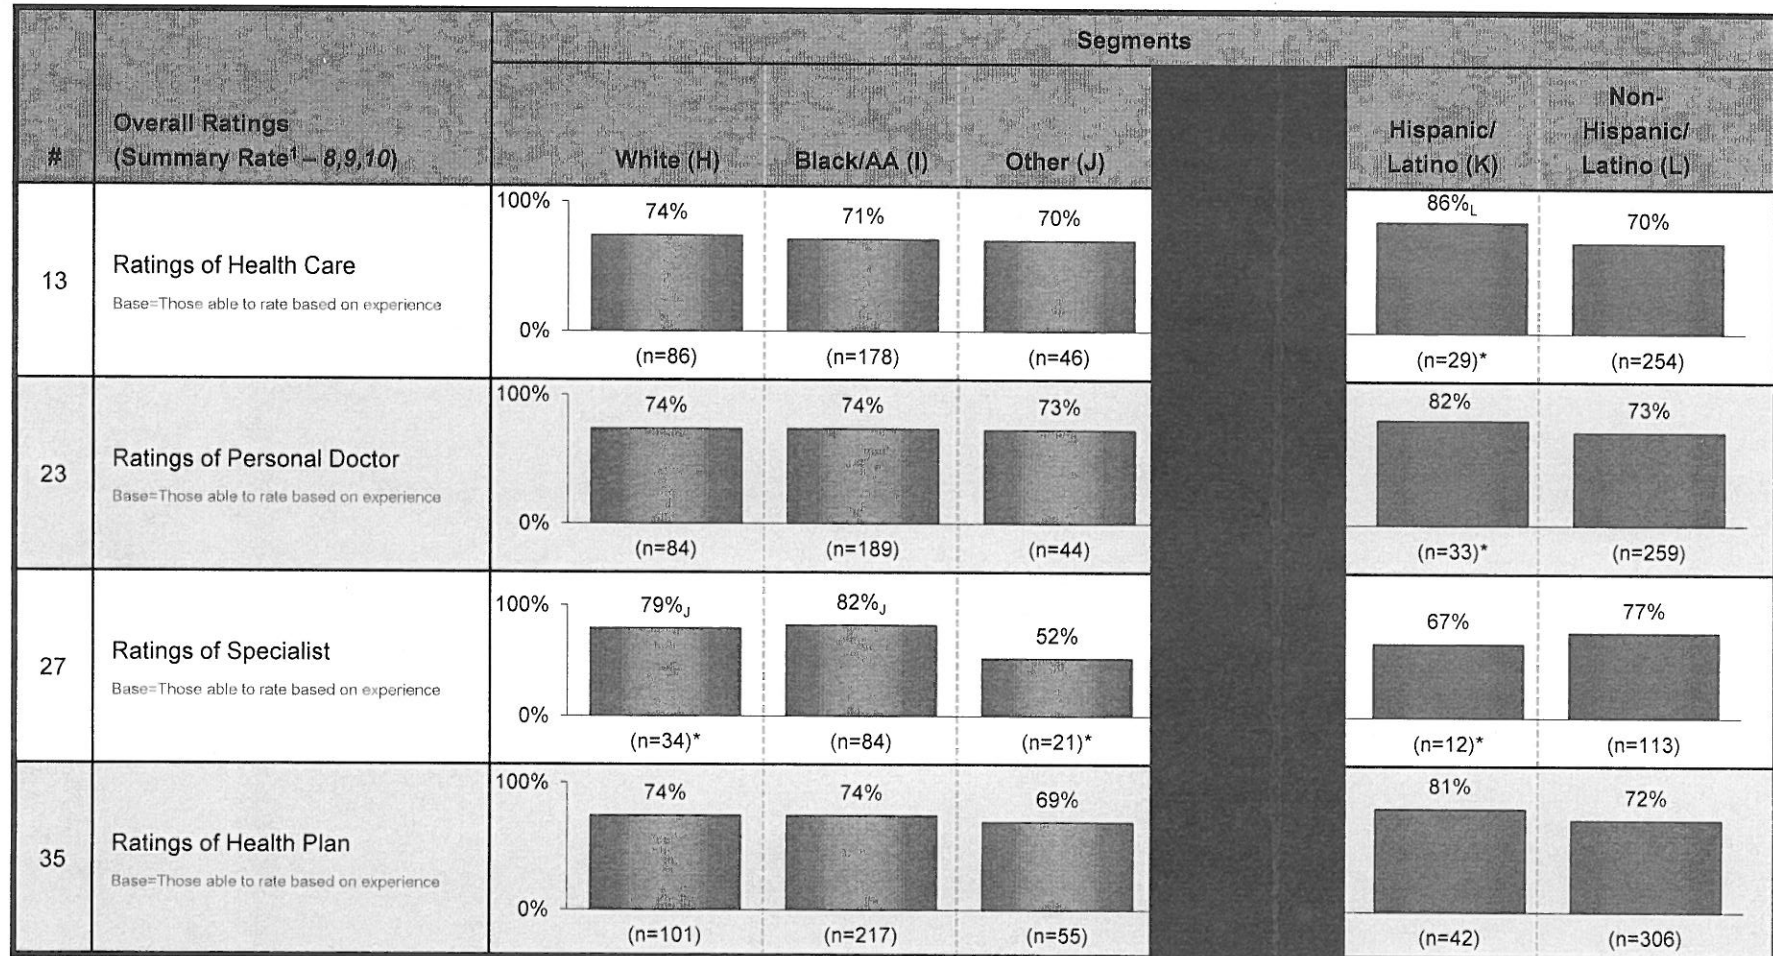 Segments
#
Overall Ratings
(Summary Rate¹ – 8,9,10)
White (H)
Black/AA (I)
Other (J)
Hispanic/
Latino (K)
Non-
Hispanic/
Latino (L)
13
Ratings of Health Care
Base=Those able to rate based on experience
100%
0%
74%
71%
70%
86%L
70%
(n=86)
(n=178)
(n=46)
(n=29)*
(n=254)
23
Ratings of Personal Doctor
Base=Those able to rate based on experience
100%
0%
74%
74%
73%
82%
73%
(n=84)
(n=189)
(n=44)
(n=33)*
(n=259)
27
Ratings of Specialist
Base=Those able to rate based on experience
100%
0%
79%J
82%J
52%
67%
77%
(n=34)*
(n=84)
(n=21)*
(n=12)*
(n=113)
35
Ratings of Health Plan
Base=Those able to rate based on experience
100%
0%
74%
74%
69%
81%
72%
(n=101)
(n=217)
(n=55)
(n=42)
(n=306)